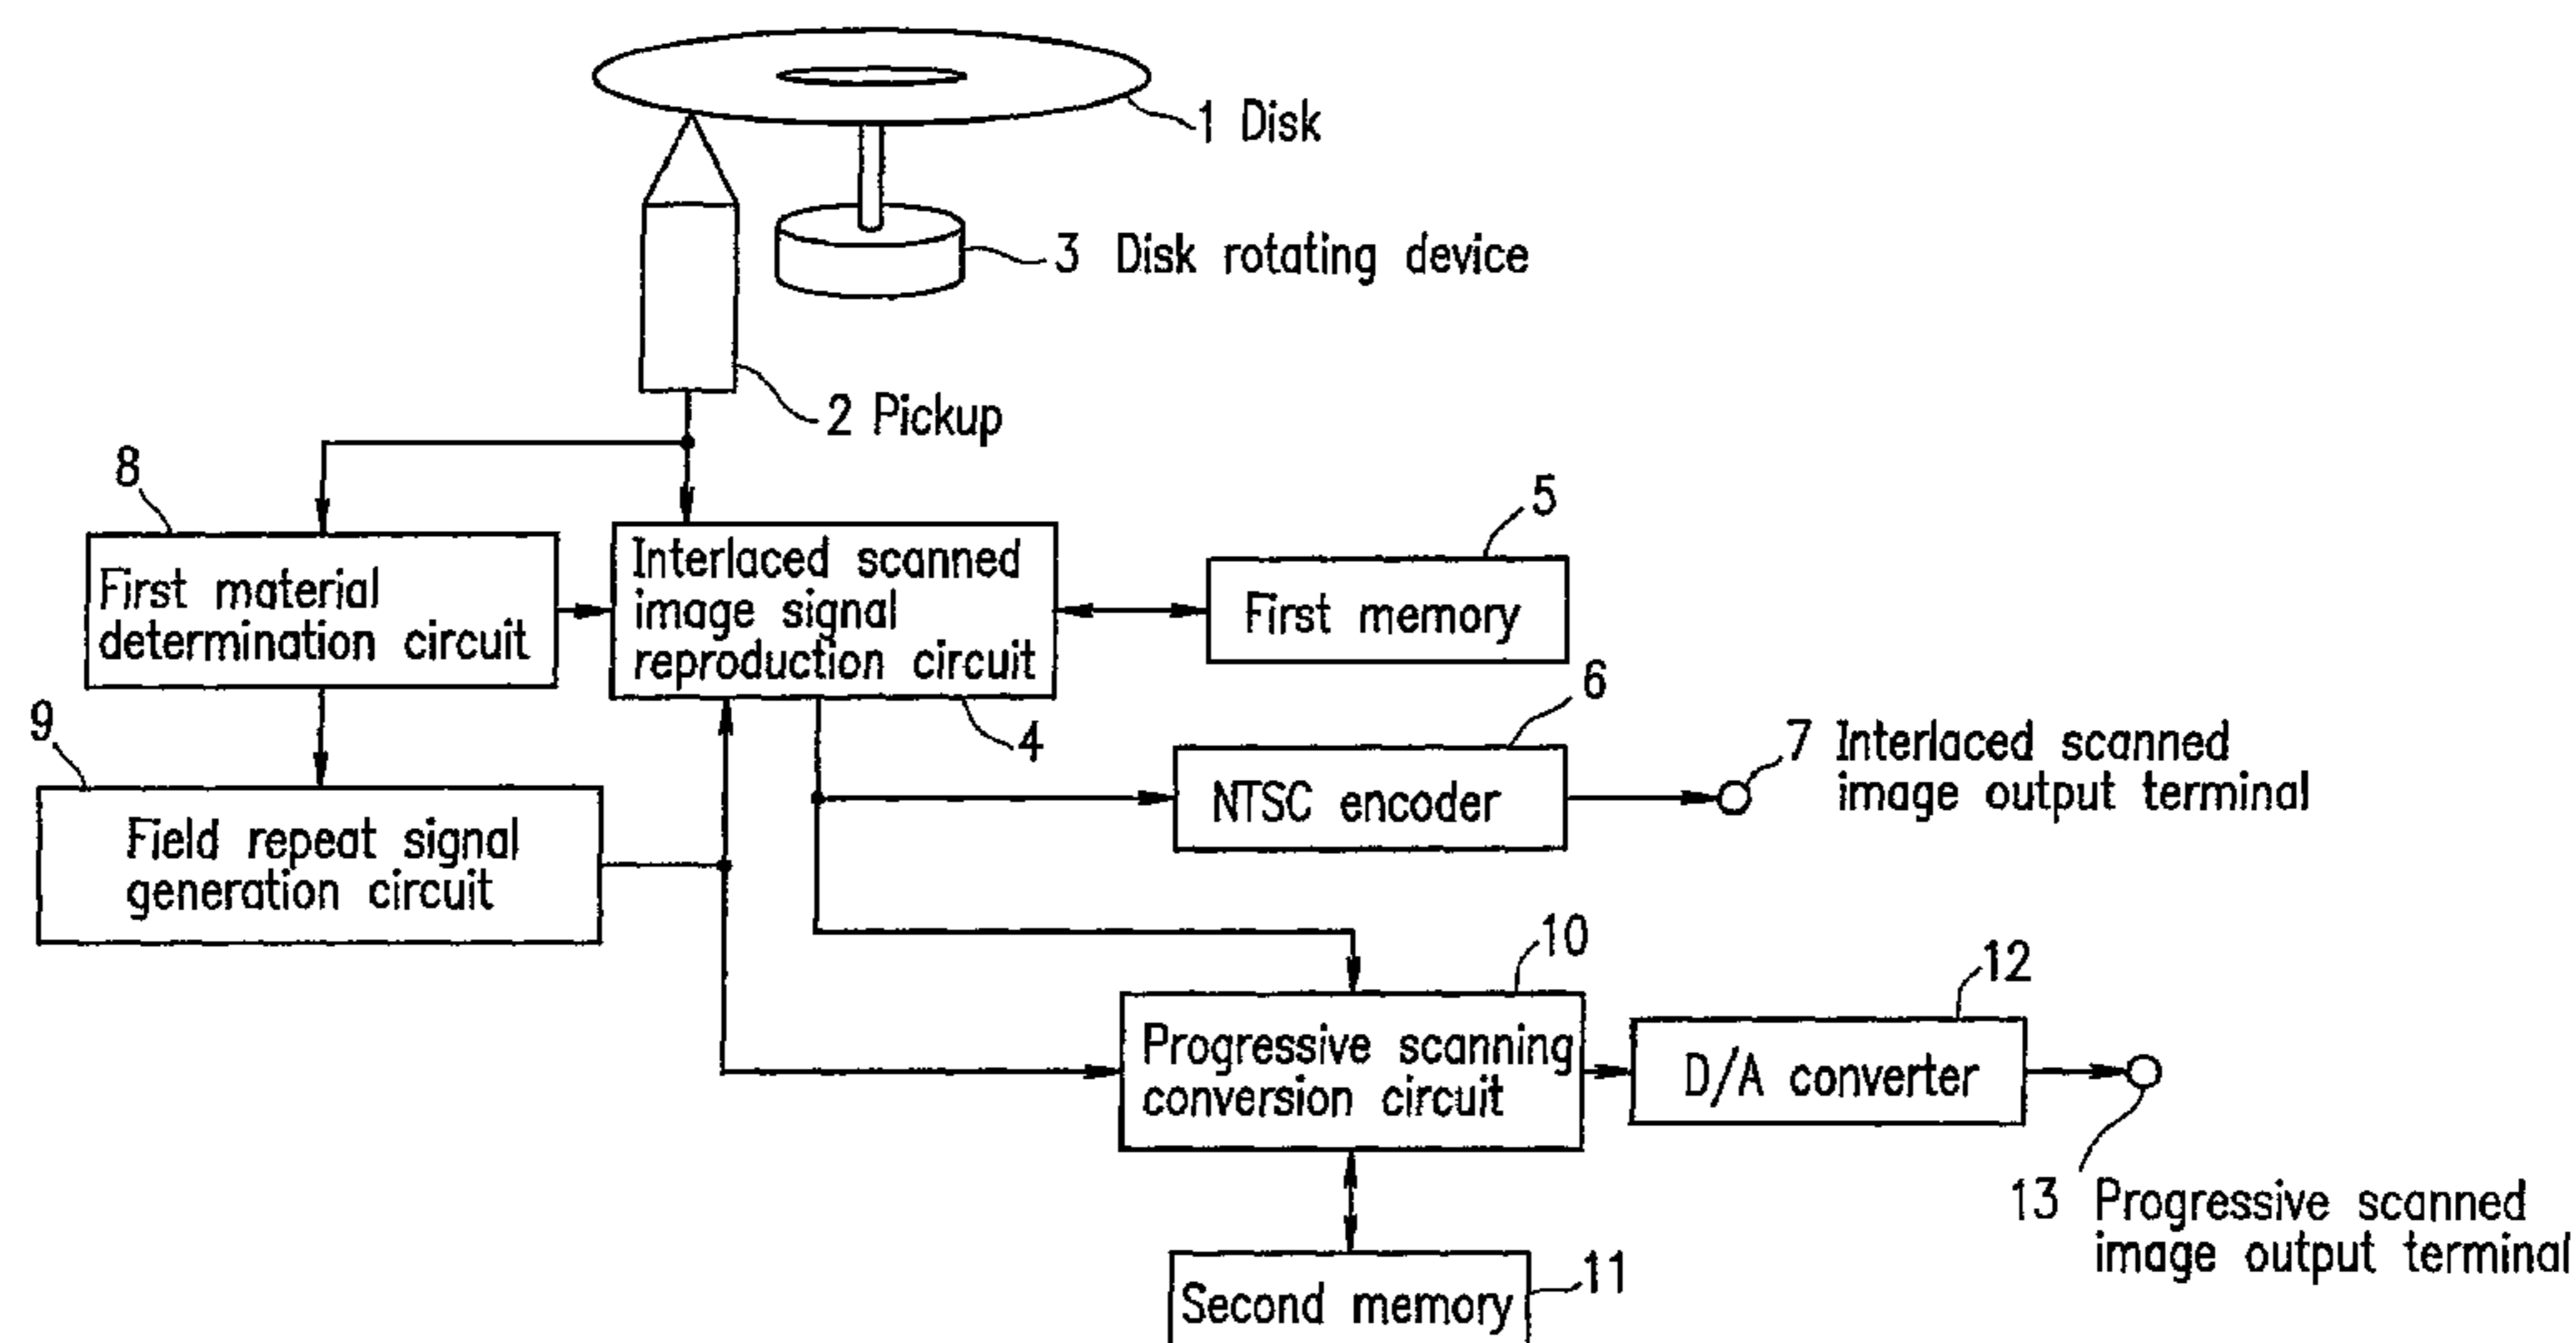 1 Disk
3 Disk rotating device
2 Pickup
8
First material
determination circuit
Interlaced scanned
image signal
reproduction circuit
4
5
First memory
6
NTSC encoder
7 Interlaced scanned
image output terminal
9
Field repeat signal
generation circuit
10
Progressive scanning
conversion circuit
12
D/A converter
13 Progressive scanned
image output terminal
11
Second memory